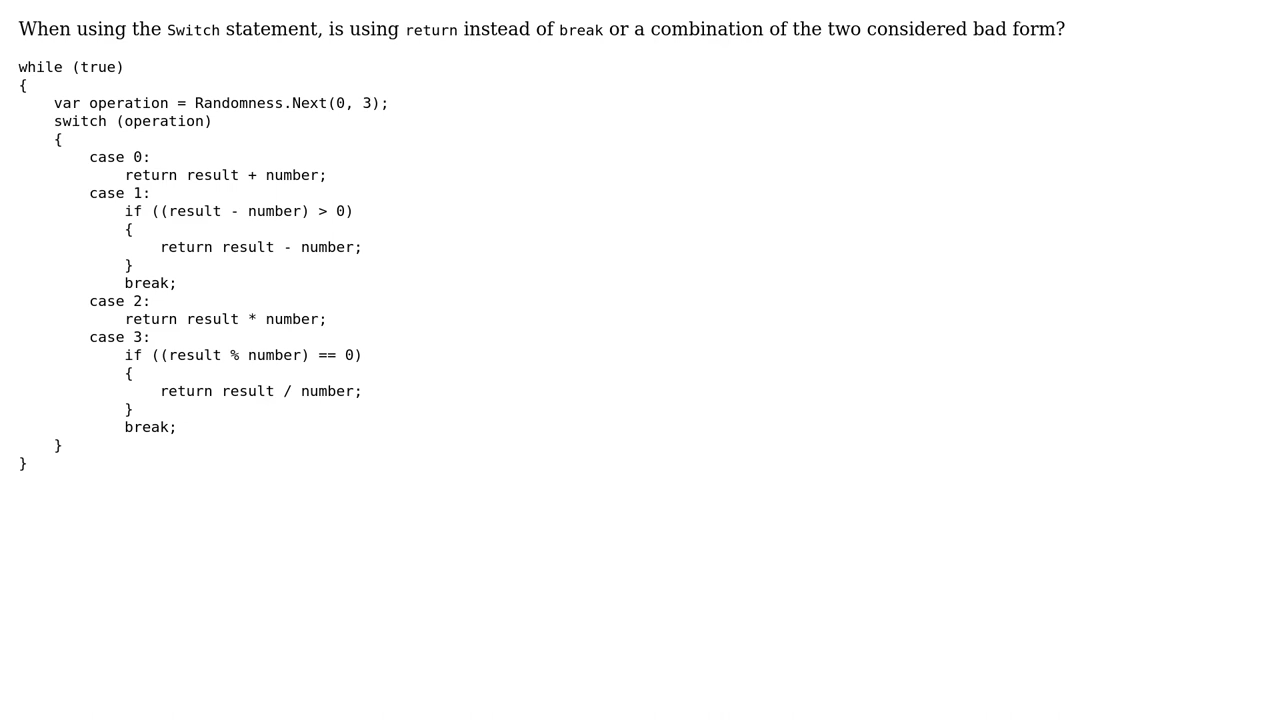 When using the Switch statement, is using return instead of break or a combination of the two considered bad form?
while (true)
{
    var operation = Randomness.Next(0, 3);
    switch (operation)
    {
        case 0:
            return result + number;
        case 1:
            if ((result - number) > 0)
            {
                return result - number;
            }
            break;
        case 2:
            return result * number;
        case 3:
            if ((result % number) == 0)
            {
                return result / number;
            }
            break;
    }
}